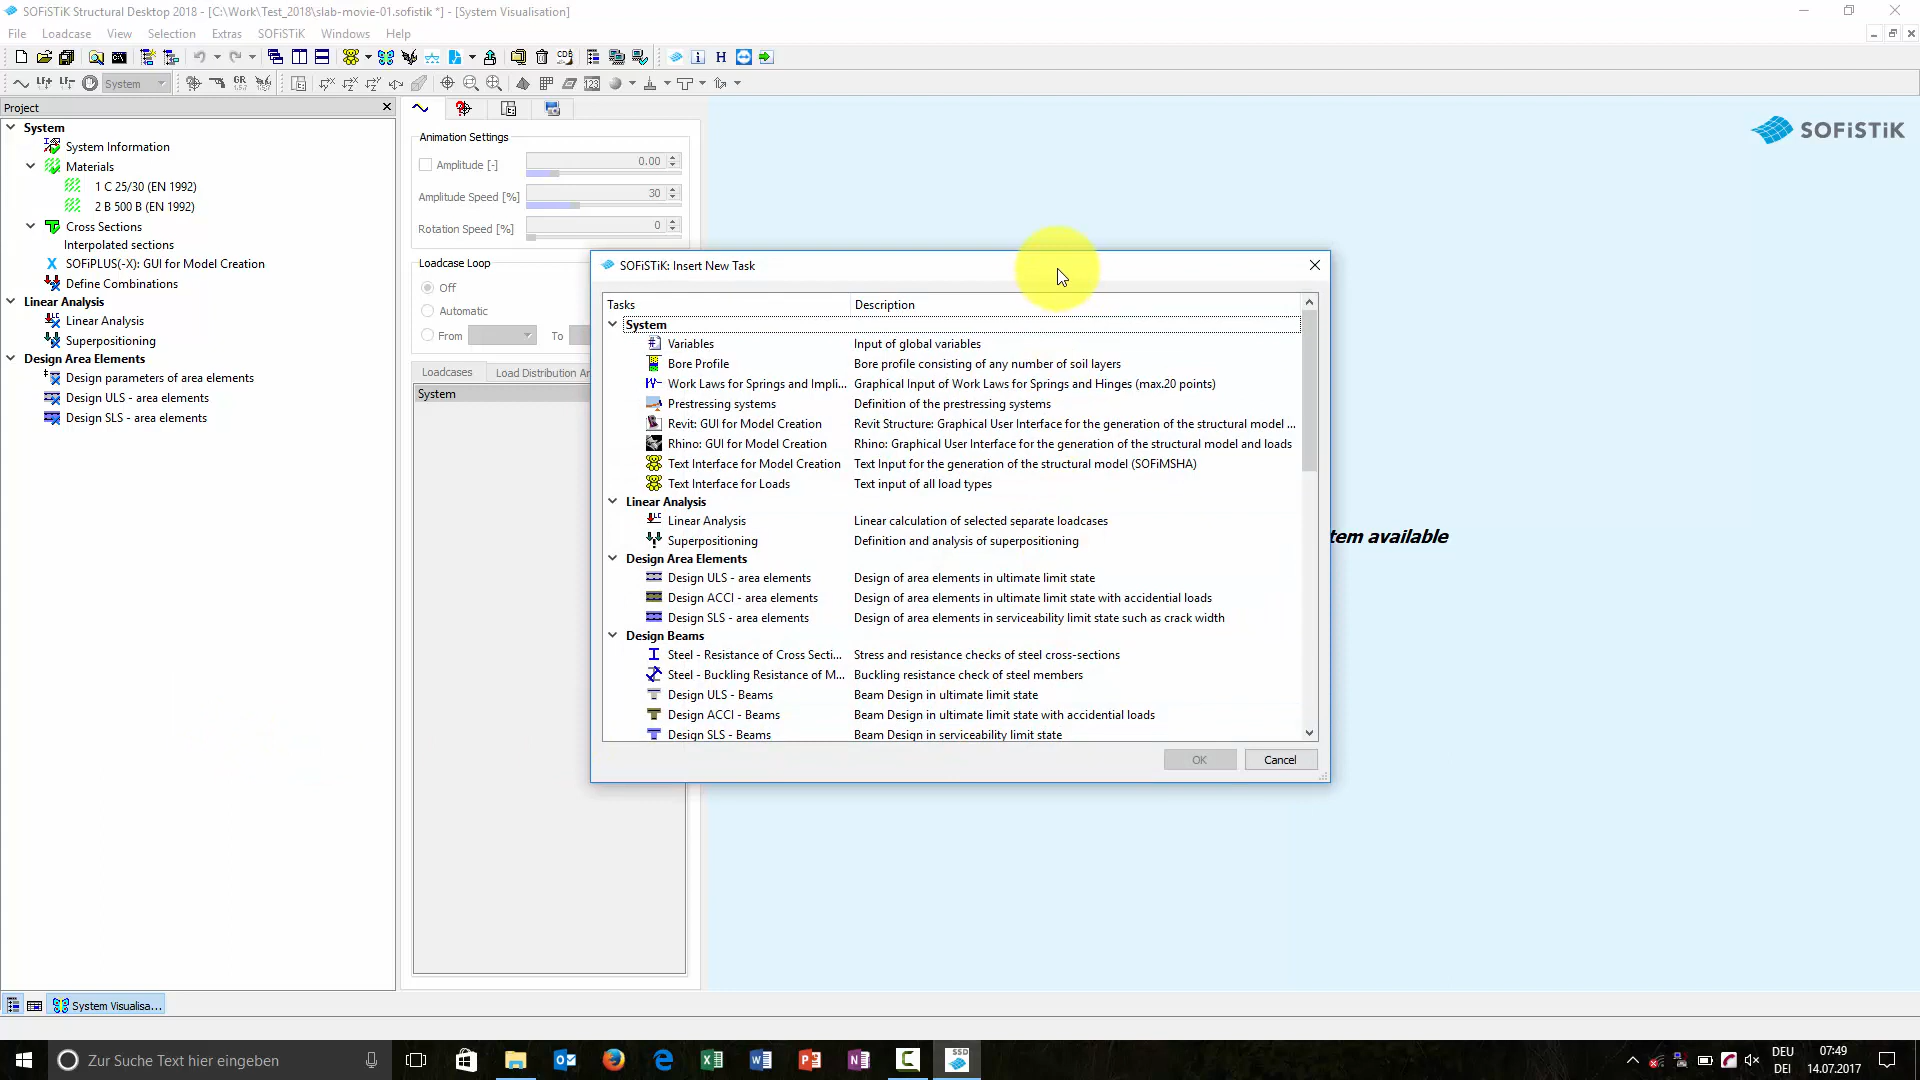 SOFiSTiK Structural Desktop 2018 - [C:\Work\Test_2018\slab-movie-01.sofistik *] - [System Visualisation]
File Loadcase View Selection Extras SOFiSTiK Windows Help
System
Project
System
System Information
Materials
1 C 25/30 (EN 1992)
2 B 500 B (EN 1992)
Cross Sections
Interpolated sections
SOFiPLUS(-X): GUI for Model Creation
Define Combinations
Linear Analysis
Linear Analysis
Superpositioning
Design Area Elements
Design parameters of area elements
Design ULS - area elements
Design SLS - area elements
Animation Settings
Amplitude [-] 0.00
Amplitude Speed [%] 30
Rotation Speed [%] 0
Loadcase Loop
Off
Automatic
From To
Loadcases Load Distribution Ar
System
SOFiSTiK
SOFiSTiK: Insert New Task
Tasks Description
System
Variables Input of global variables
Bore Profile Bore profile consisting of any number of soil layers
Work Laws for Springs and Impli... Graphical Input of Work Laws for Springs and Hinges (max.20 points)
Prestressing systems Definition of the prestressing systems
Revit: GUI for Model Creation Revit Structure: Graphical User Interface for the generation of the structural model ...
Rhino: GUI for Model Creation Rhino: Graphical User Interface for the generation of the structural model and loads
Text Interface for Model Creation Text Input for the generation of the structural model (SOFiMSHA)
Text Interface for Loads Text input of all load types
Linear Analysis
Linear Analysis Linear calculation of selected separate loadcases
Superpositioning Definition and analysis of superpositioning
Design Area Elements
Design ULS - area elements Design of area elements in ultimate limit state
Design ACCI - area elements Design of area elements in ultimate limit state with accidential loads
Design SLS - area elements Design of area elements in serviceability limit state such as crack width
Design Beams
Steel - Resistance of Cross Secti... Stress and resistance checks of steel cross-sections
Steel - Buckling Resistance of M... Buckling resistance check of steel members
Design ULS - Beams Beam Design in ultimate limit state
Design ACCI - Beams Beam Design in ultimate limit state with accidential loads
Design SLS - Beams Beam Design in serviceability limit state
OK Cancel
tem available
System Visualisa...
Zur Suche Text hier eingeben
DEU 07:49
DEI 14.07.2017